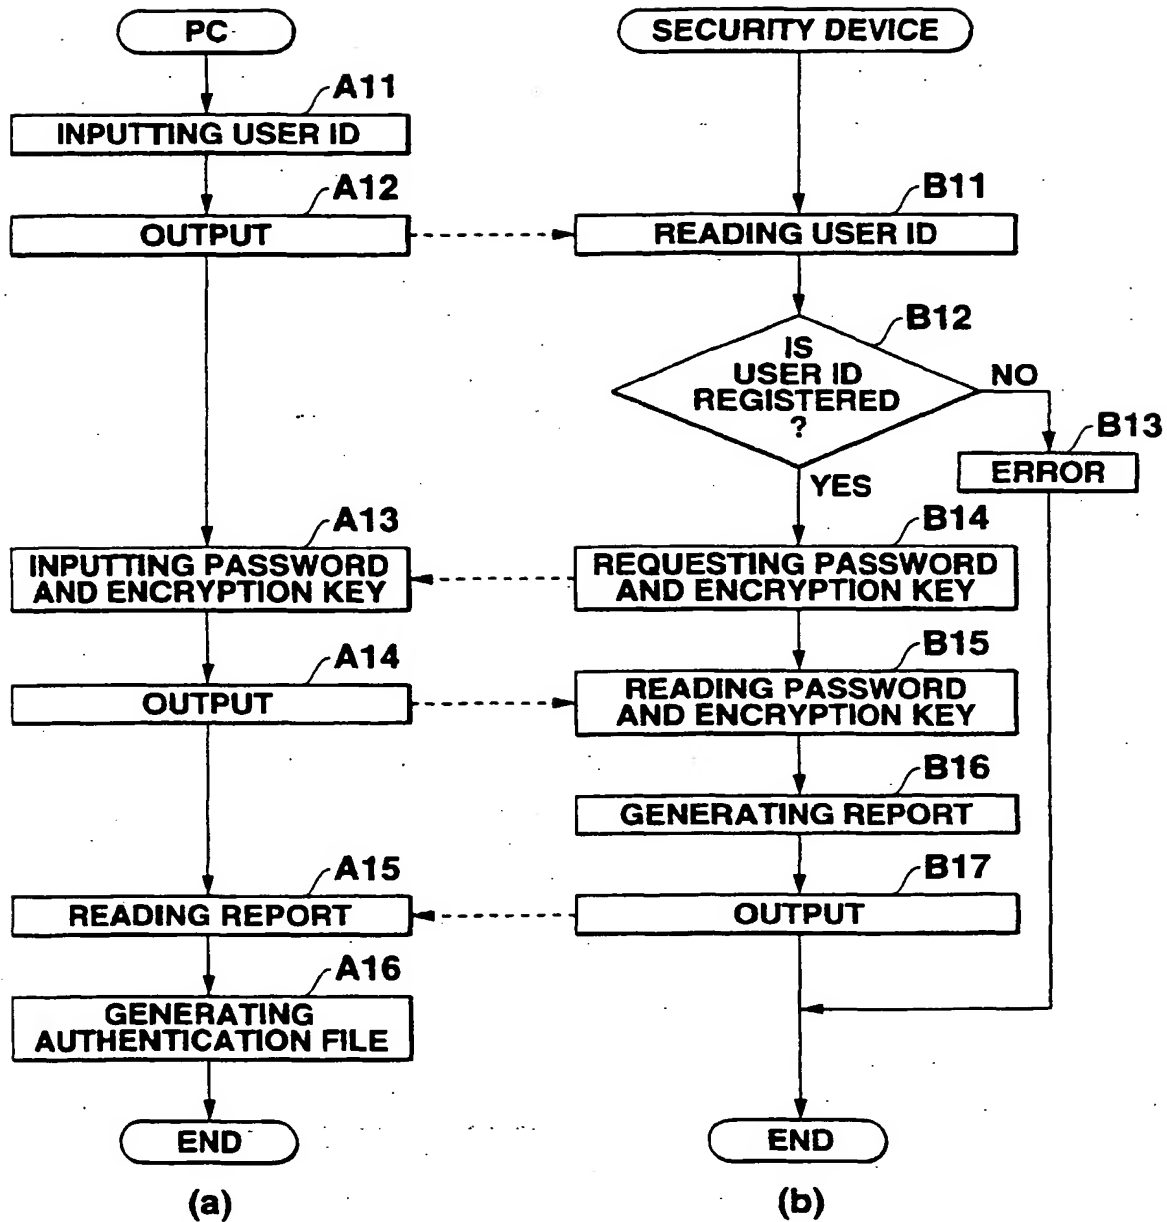 PC
A11
INPUTTING USER ID
A12
OUTPUT
A13
INPUTTING PASSWORD
AND ENCRYPTION KEY
A14
OUTPUT
A15
READING REPORT
A16
GENERATING
AUTHENTICATION FILE
END
(a)
SECURITY DEVICE
B11
READING USER ID
B12
IS
USER ID
REGISTERED
?
NO
B13
ERROR
YES
B14
REQUESTING PASSWORD
AND ENCRYPTION KEY
B15
READING PASSWORD
AND ENCRYPTION KEY
B16
GENERATING REPORT
B17
OUTPUT
END
(b)